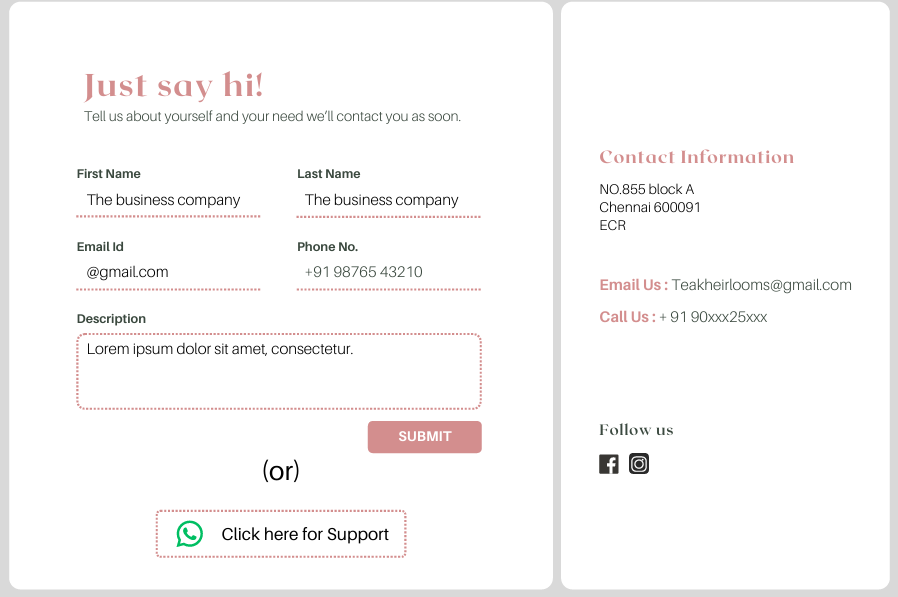 Just say hi!
Tell us about yourself and your need we’ll contact you as soon.
First Name
Last Name
The business company
The business company
Email Id
Phone No.
@gmail.com
+91 98765 43210
Description
Lorem ipsum dolor sit amet, consectetur.
SUBMIT
(or)
Click here for Support
Contact Information
NO.855 block A
Chennai 600091
ECR
Email Us : Teakheirlooms@gmail.com
Call Us : + 91 90xxx25xxx
Follow us